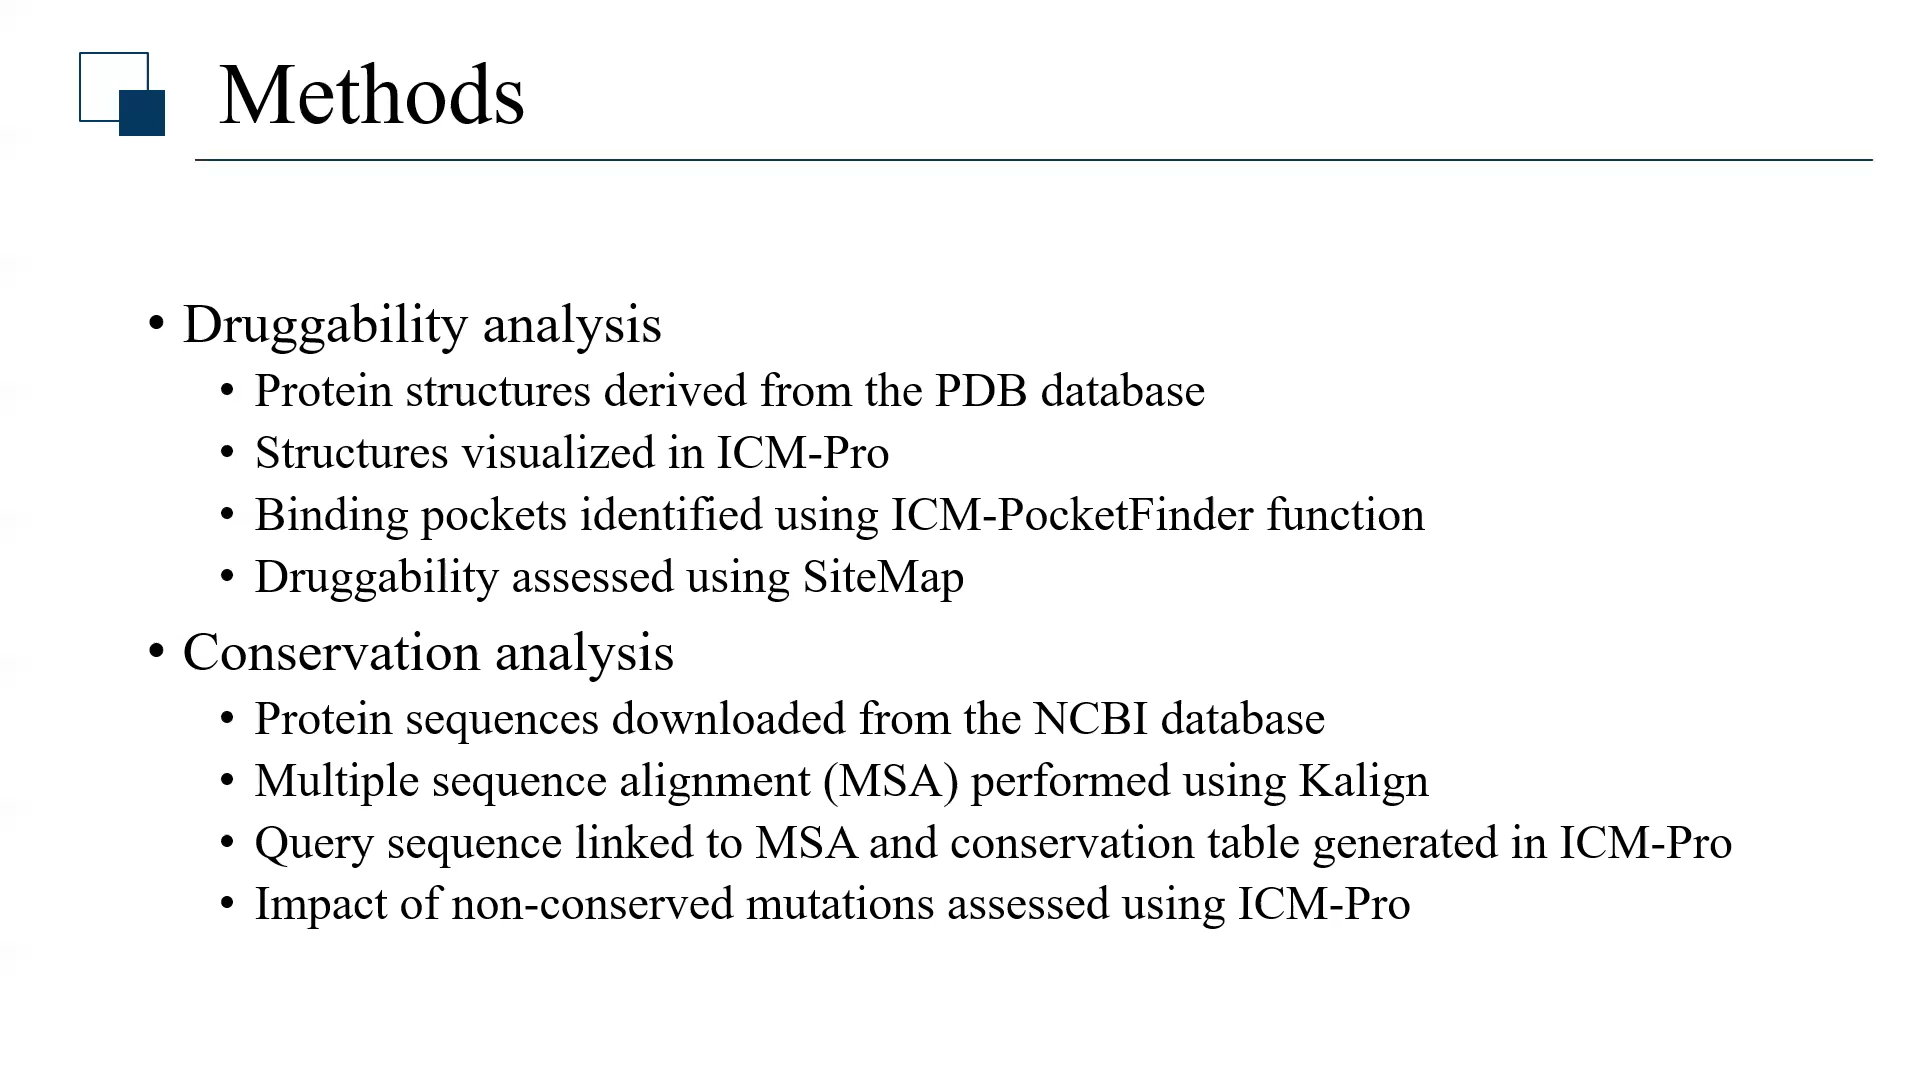 Methods
• Druggability analysis
• Protein structures derived from the PDB database
• Structures visualized in ICM-Pro
• Binding pockets identified using ICM-PocketFinder function
• Druggability assessed using SiteMap
• Conservation analysis
• Protein sequences downloaded from the NCBI database
• Multiple sequence alignment (MSA) performed using Kalign
• Query sequence linked to MSA and conservation table generated in ICM-Pro
• Impact of non-conserved mutations assessed using ICM-Pro